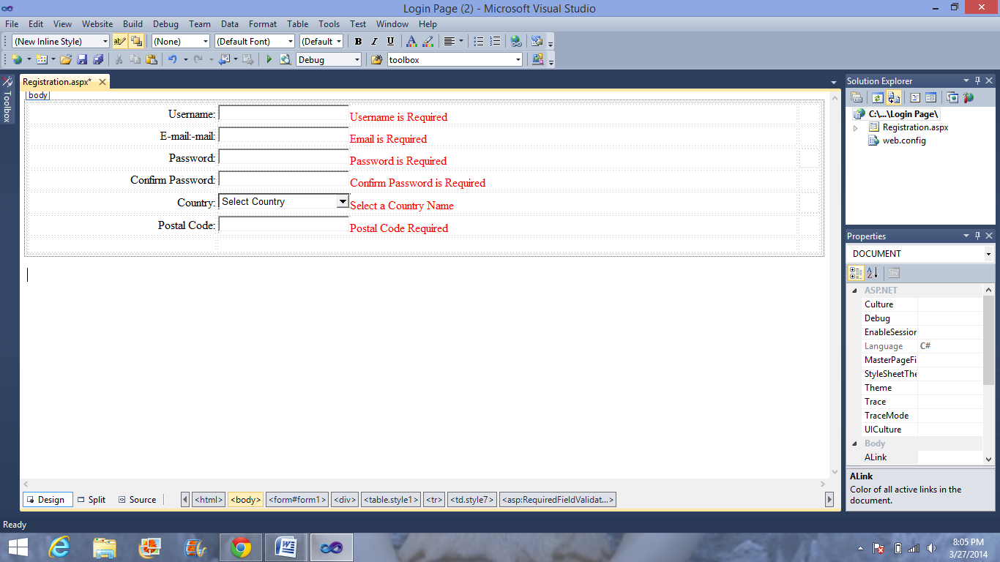 Login Page (2) - Microsoft Visual Studio
File Edit View Website Build Debug Team Data Format Table Tools Test Window Help
(New Inline Style) ab (None) (Default Font) (Default B I U A
Debug toolbox
Toolbox
Registration.aspx*
body
Username: Username is Required
E-mail:-mail: Email is Required
Password: Password is Required
Confirm Password: Confirm Password is Required
Country: Select Country Select a Country Name
Postal Code: Postal Code Required
Solution Explorer
C:\...\Login Page\
Registration.aspx
web.config
Properties
DOCUMENT
ASP.NET
Culture
Debug
EnableSession
Language C#
MasterPageFi
StyleSheetThe
Theme
Trace
TraceMode
UICulture
Body
ALink
ALink
Color of all active links in the
document.
Design Split Source <html> <body> <form#form1> <div> <table.style1> <tr> <td.style7> <asp:RequiredFieldValidat...>
Ready
8:05 PM
3/27/2014